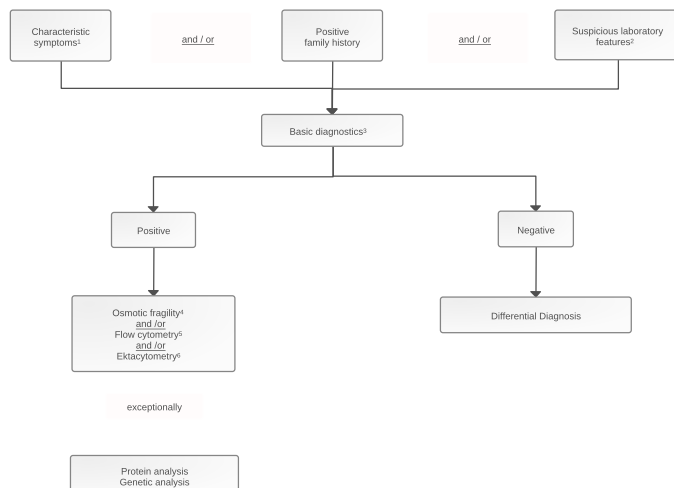 Characteristic
symptoms¹
and / or
Positive
family history
and / or
Suspicious laboratory
features²
Basic diagnostics³
Positive
Negative
Osmotic fragility⁴
and /or
Flow cytometry⁵
and /or
Ektacytometry⁶
Differential Diagnosis
exceptionally
Protein analysis
Genetic analysis